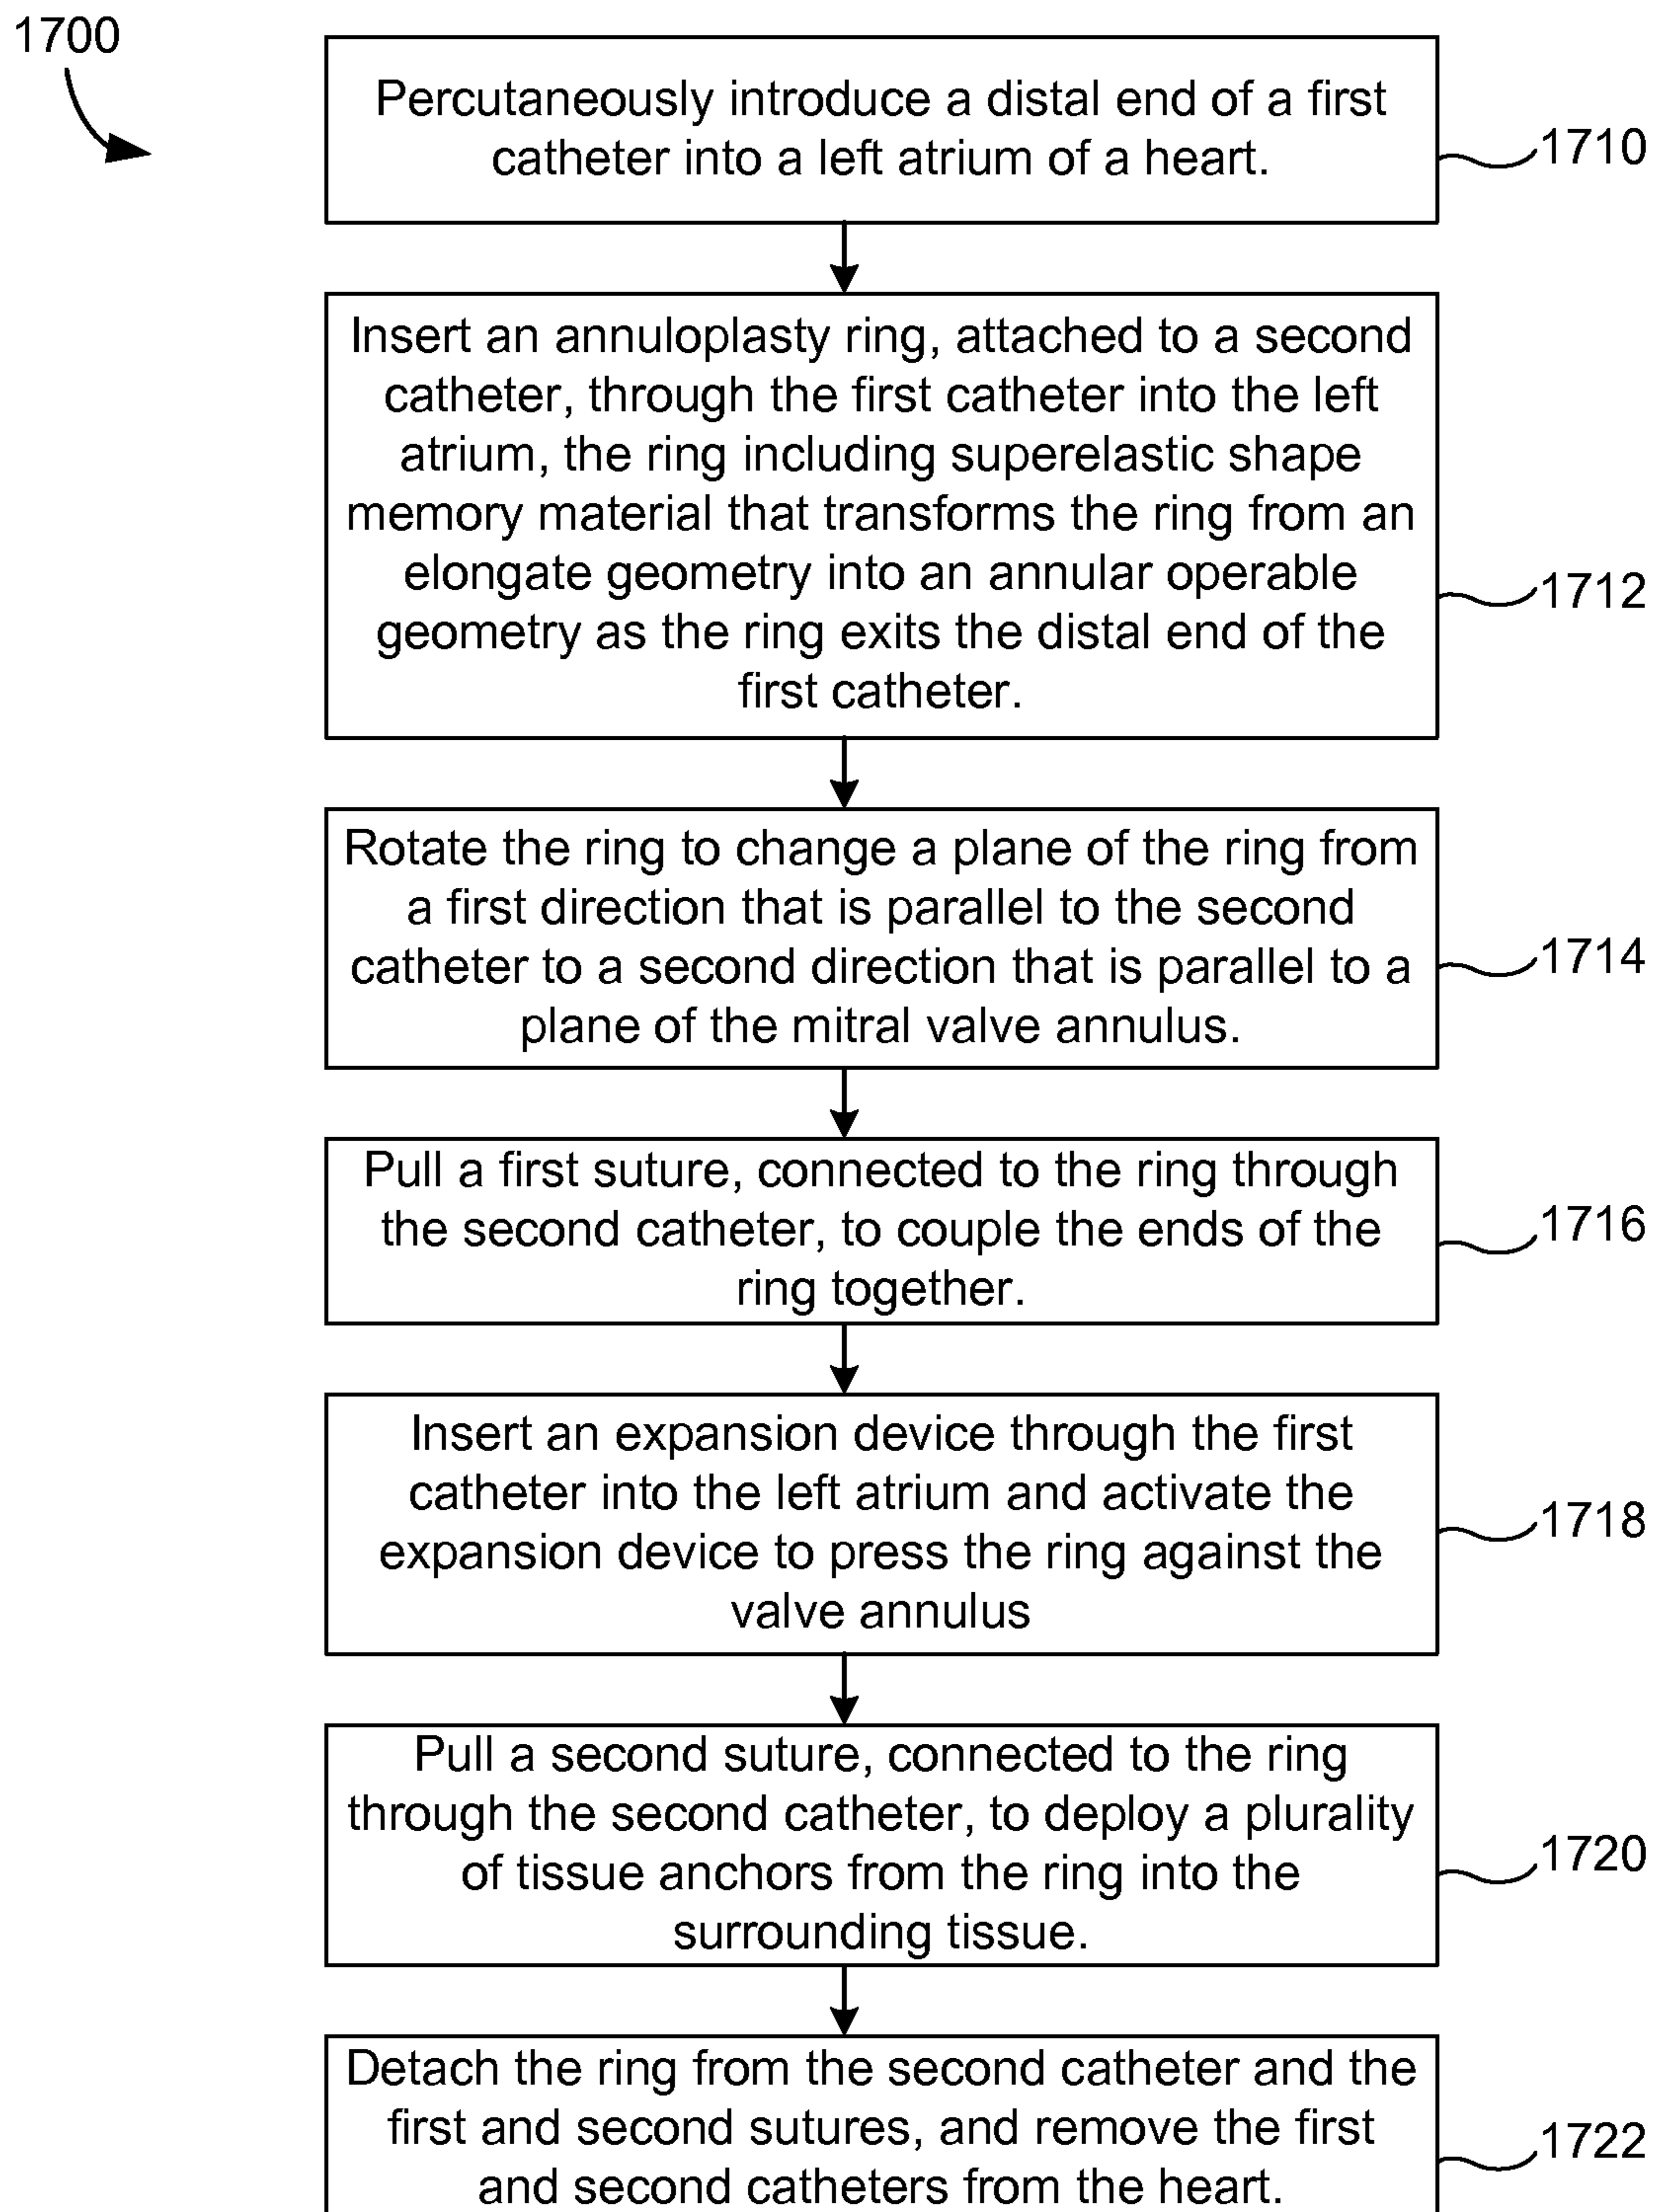 1700
Percutaneously introduce a distal end of a first
catheter into a left atrium of a heart.
1710
Insert an annuloplasty ring, attached to a second
catheter, through the first catheter into the left
atrium, the ring including superelastic shape
memory material that transforms the ring from an
elongate geometry into an annular operable
geometry as the ring exits the distal end of the
first catheter.
1712
Rotate the ring to change a plane of the ring from
a first direction that is parallel to the second
catheter to a second direction that is parallel to a
plane of the mitral valve annulus.
1714
Pull a first suture, connected to the ring through
the second catheter, to couple the ends of the
ring together.
1716
Insert an expansion device through the first
catheter into the left atrium and activate the
expansion device to press the ring against the
valve annulus
1718
Pull a second suture, connected to the ring
through the second catheter, to deploy a plurality
of tissue anchors from the ring into the
surrounding tissue.
1720
Detach the ring from the second catheter and the
first and second sutures, and remove the first
and second catheters from the heart.
1722